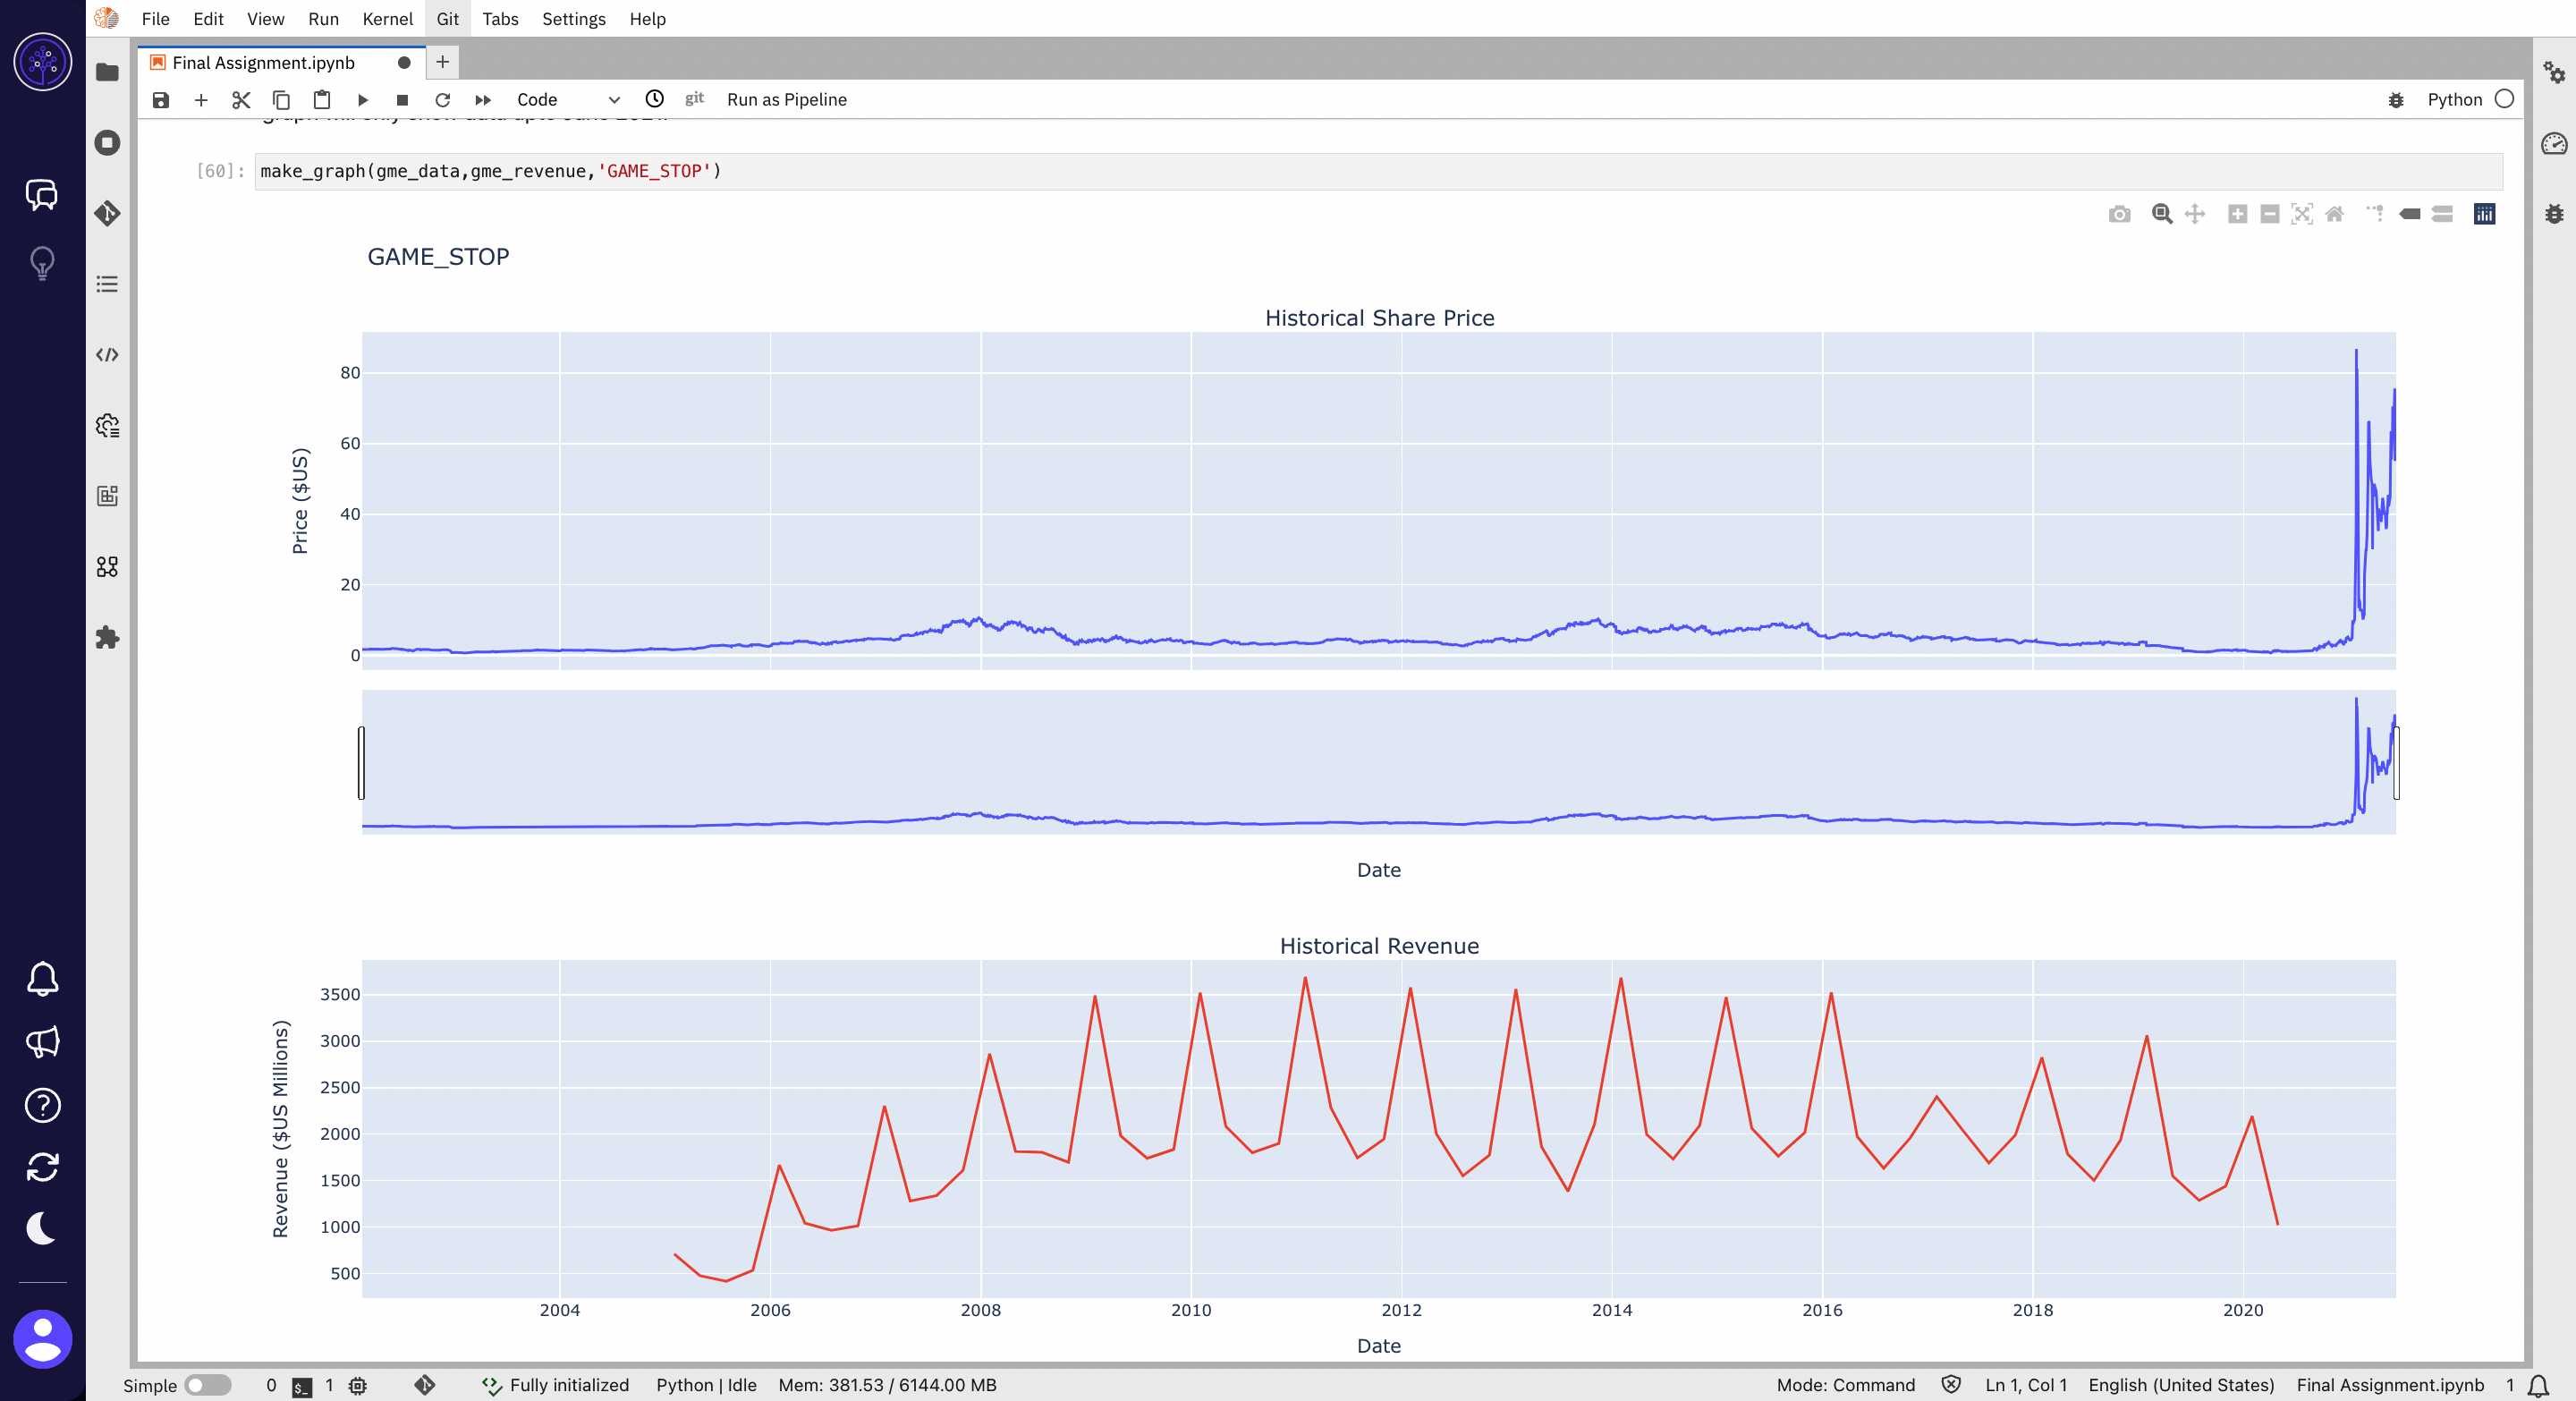 File Edit View Run Kernel Git Tabs Settings Help
Final Assignment.ipynb
Code git Run as Pipeline Python
[60]: make_graph(gme_data,gme_revenue,'GAME_STOP')
GAME_STOP
Historical Share Price
80
60
40
20
0
Price ($US)
Date
Historical Revenue
3500
3000
2500
2000
1500
1000
500
Revenue ($US Millions)
2004 2006 2008 2010 2012 2014 2016 2018 2020
Date
Simple 0 $_ 1 Fully initialized Python | Idle Mem: 381.53 / 6144.00 MB Mode: Command Ln 1, Col 1 English (United States) Final Assignment.ipynb 1